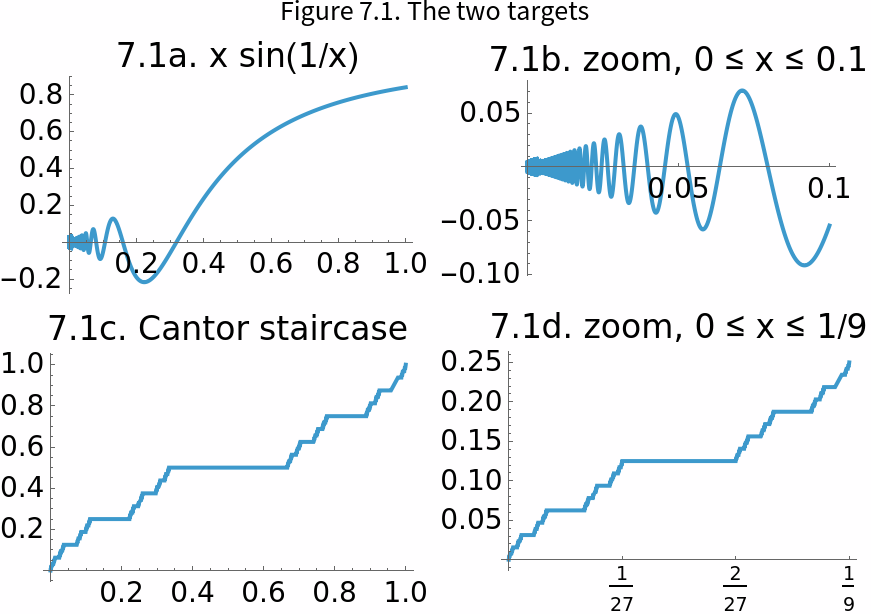 Figure 7.1. The two targets
7.1a. x sin(1/x)
0.8
0.6
0.4
0.2
−0.2
0.2 0.4 0.6 0.8 1.0
7.1b. zoom, 0 ≤ x ≤ 0.1
0.05
−0.05
−0.10
0.05 0.1
7.1c. Cantor staircase
1.0
0.8
0.6
0.4
0.2
0.2 0.4 0.6 0.8 1.0
7.1d. zoom, 0 ≤ x ≤ 1/9
0.25
0.20
0.15
0.10
0.05
1/27 2/27 1/9